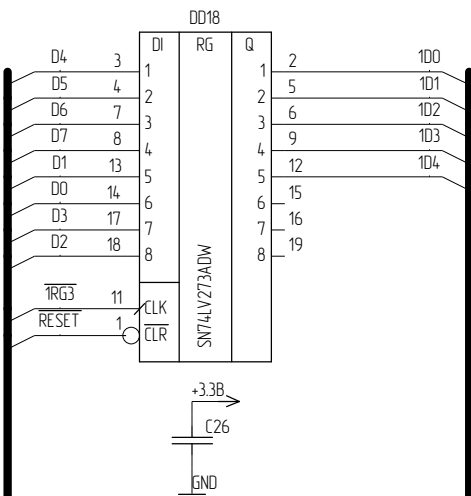 DD18
DI RG Q
D4 3 1 1 2 1D0
D5 4 2 2 5 1D1
D6 7 3 3 6 1D2
D7 8 4 4 9 1D3
D1 13 5 5 12 1D4
D0 14 6 6 15
D3 17 7 7 16
D2 18 8 8 19
SN74LV273ADW
1RG3 11 CLK
RESET 1 CLR
+3.3В
C26
GND